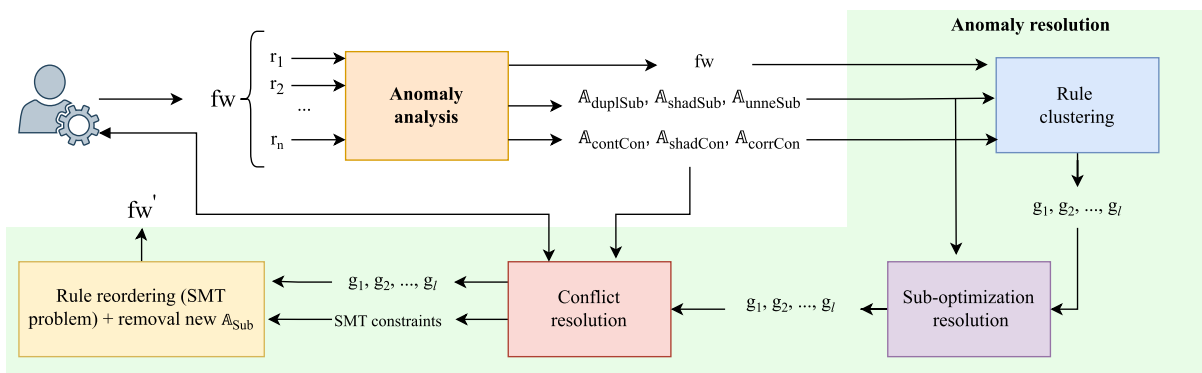 Anomaly resolution
fw
r₁
r₂
...
rₙ
Anomaly
analysis
fw
𝔸duplSub, 𝔸shadSub, 𝔸unneSub
𝔸contCon, 𝔸shadCon, 𝔸corrCon
Rule
clustering
g₁, g₂, ..., gₗ
fw'
Rule reordering (SMT
problem) + removal new 𝔸Sub
g₁, g₂, ..., gₗ
SMT constraints
Conflict
resolution
g₁, g₂, ..., gₗ
Sub-optimization
resolution